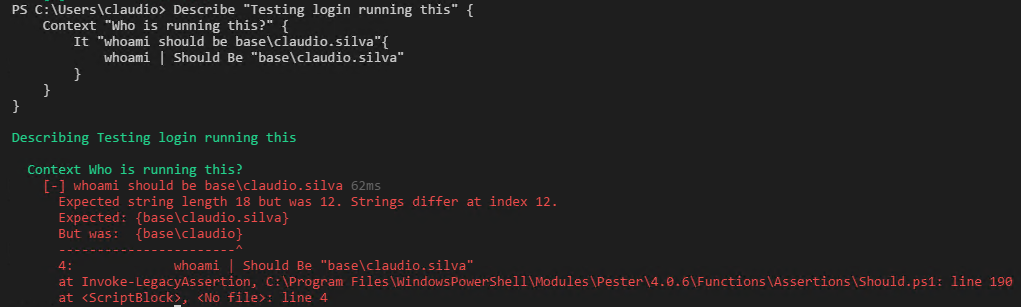 PS C:\Users\claudio> Describe "Testing login running this" {
    Context "Who is running this?" {
        It "whoami should be base\claudio.silva"{
            whoami | Should Be "base\claudio.silva"
        }
    }
}
Describing Testing login running this
  Context Who is running this?
    [-] whoami should be base\claudio.silva 62ms
      Expected string length 18 but was 12. Strings differ at index 12.
      Expected: {base\claudio.silva}
      But was:  {base\claudio}
      -----------------------^
      4:             whoami | Should Be "base\claudio.silva"
      at Invoke-LegacyAssertion, C:\Program Files\WindowsPowerShell\Modules\Pester\4.0.6\Functions\Assertions\Should.ps1: line 190
      at <ScriptBlock>, <No file>: line 4